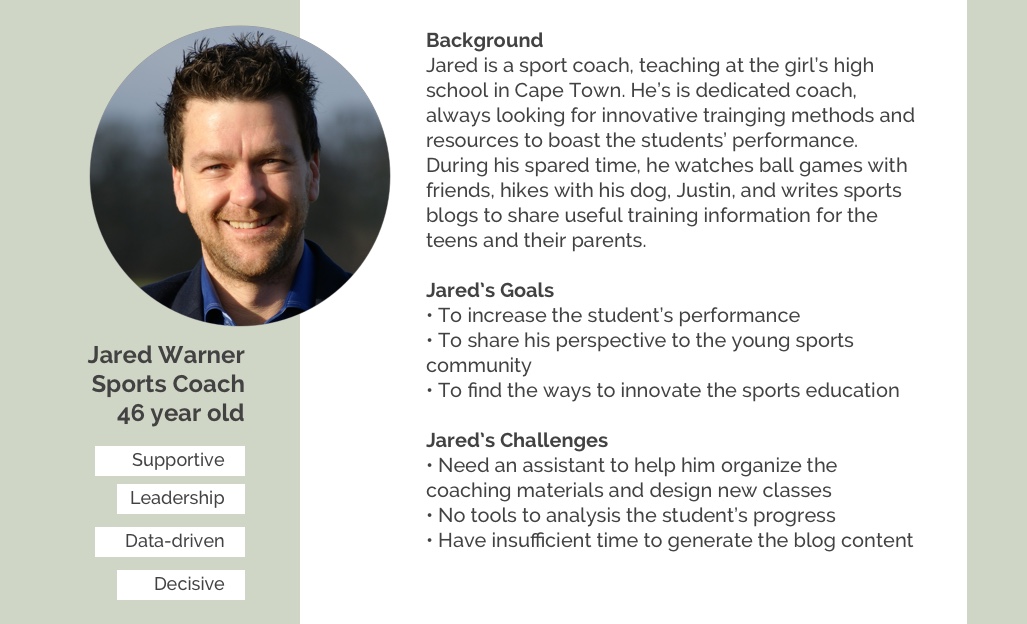 Jared Warner
Sports Coach
46 year old
Supportive
Leadership
Data-driven
Decisive
Background
Jared is a sport coach, teaching at the girl's high
school in Cape Town. He's is dedicated coach,
always looking for innovative trainging methods and
resources to boast the students' performance.
During his spared time, he watches ball games with
friends, hikes with his dog, Justin, and writes sports
blogs to share useful training information for the
teens and their parents.
Jared's Goals
• To increase the student's performance
• To share his perspective to the young sports
community
• To find the ways to innovate the sports education
Jared's Challenges
• Need an assistant to help him organize the
coaching materials and design new classes
• No tools to analysis the student's progress
• Have insufficient time to generate the blog content